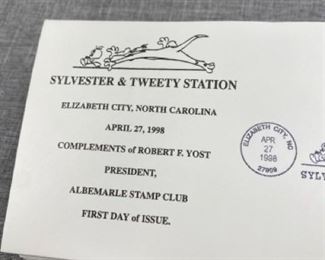 SYLVESTER & TWEETY STATION
ELIZABETH CITY, NORTH CAROLINA
APRIL 27, 1998
COMPLEMENTS of ROBERT F. YOST
PRESIDENT,
ALBEMARLE STAMP CLUB
FIRST DAY of ISSUE.
ELIZABETH CITY, NC
APR
27
1998
27909
SYLV